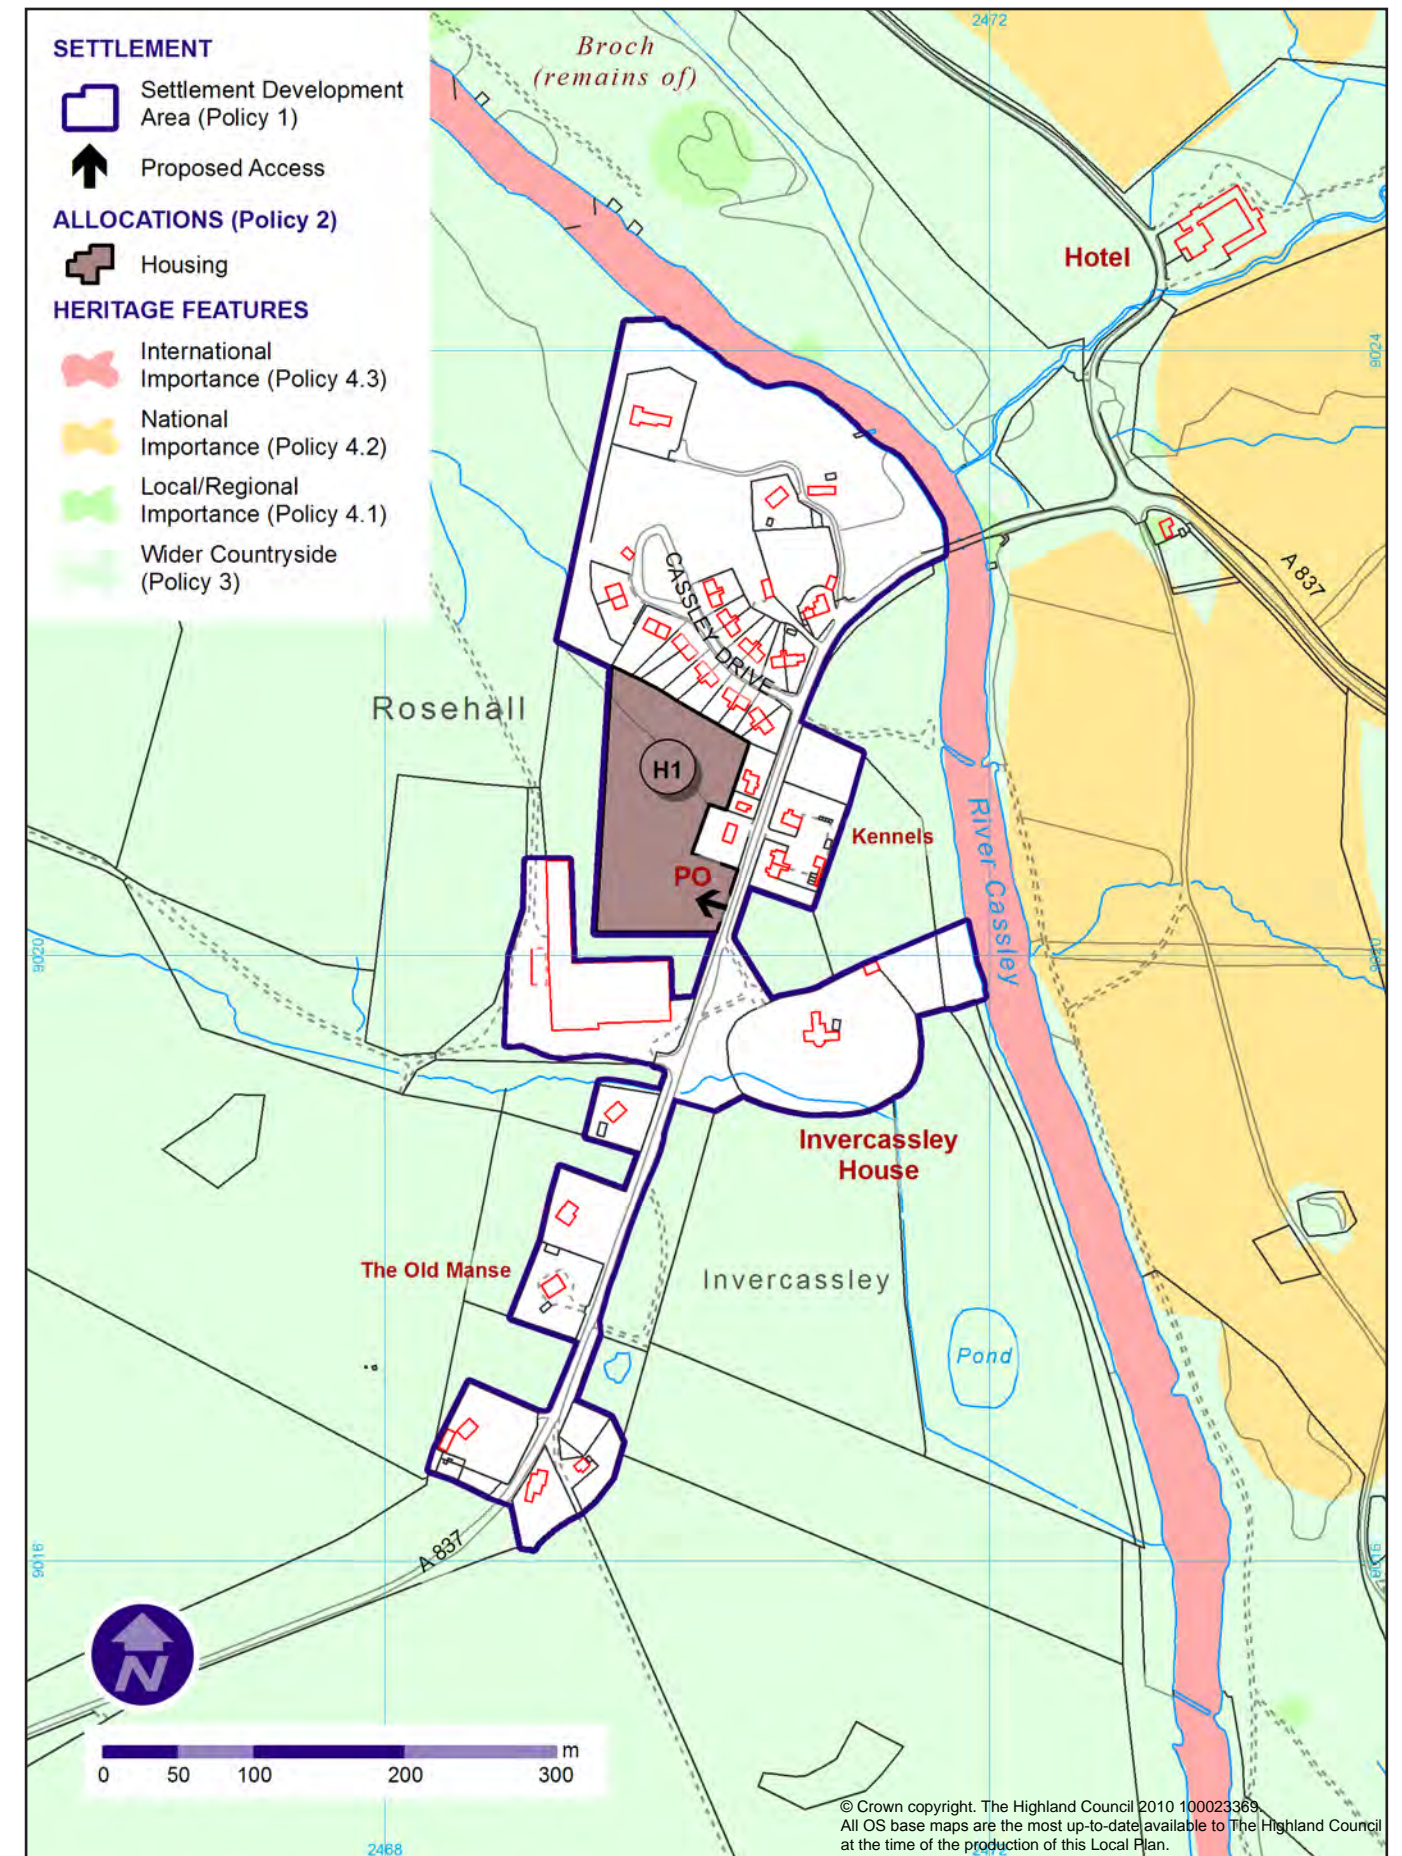 SETTLEMENT
Settlement Development
Area (Policy 1)
Proposed Access
ALLOCATIONS (Policy 2)
Housing
HERITAGE FEATURES
International
Importance (Policy 4.3)
National
Importance (Policy 4.2)
Local/Regional
Importance (Policy 4.1)
Wider Countryside
(Policy 3)
2472
Broch
(remains of)
Hotel
9024
A 837
CASSLEY DRIVE
Rosehall
H1
River Cassley
Kennels
PO
9020
9020
Invercassley
House
The Old Manse
Invercassley
Pond
A 837
9016
9016
N
m
0 50 100 200 300
© Crown copyright. The Highland Council 2010 100023369.
All OS base maps are the most up-to-date available to The Highland Council
at the time of the production of this Local Plan.
2468
2472